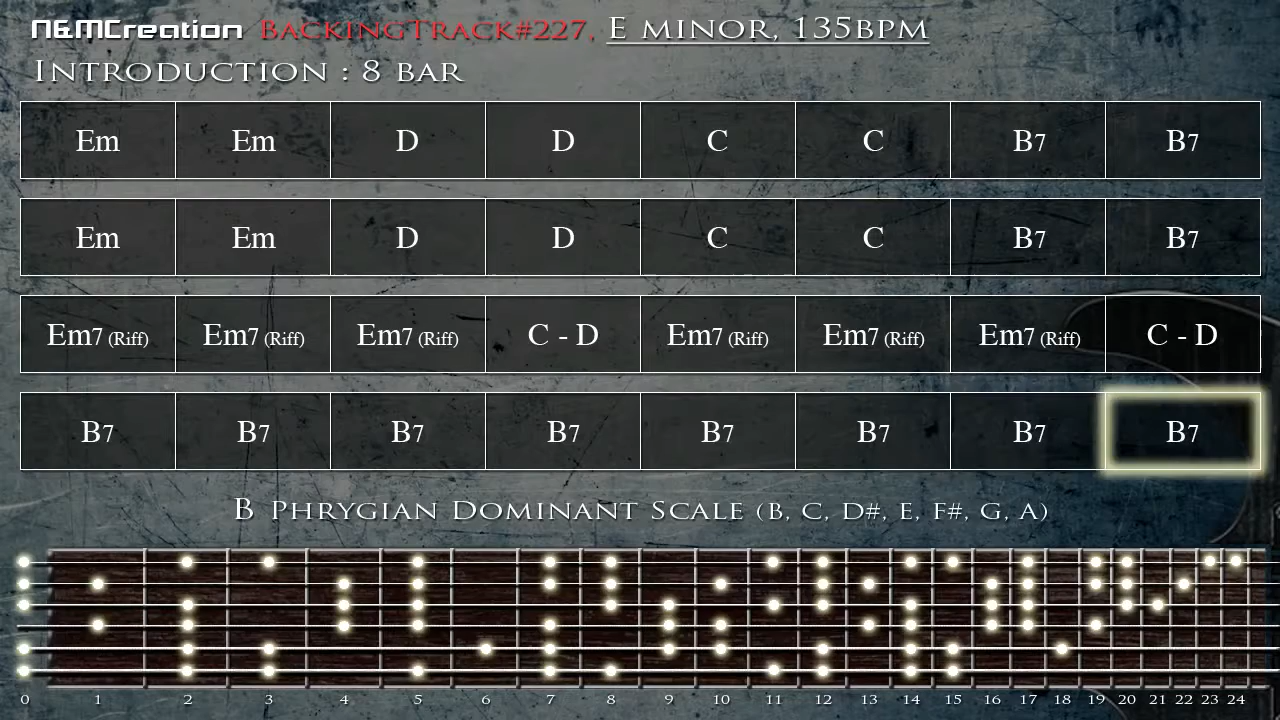 N&MCreation BackingTrack#227, E minor, 135bpm
Introduction : 8 bar
Em Em D D C C B7 B7
Em Em D D C C B7 B7
Em7 (Riff) Em7 (Riff) Em7 (Riff) C - D Em7 (Riff) Em7 (Riff) Em7 (Riff) C - D
B7 B7 B7 B7 B7 B7 B7 B7
B Phrygian Dominant Scale (B, C, D#, E, F#, G, A)
0 1 2 3 4 5 6 7 8 9 10 11 12 13 14 15 16 17 18 19 20 21 22 23 24